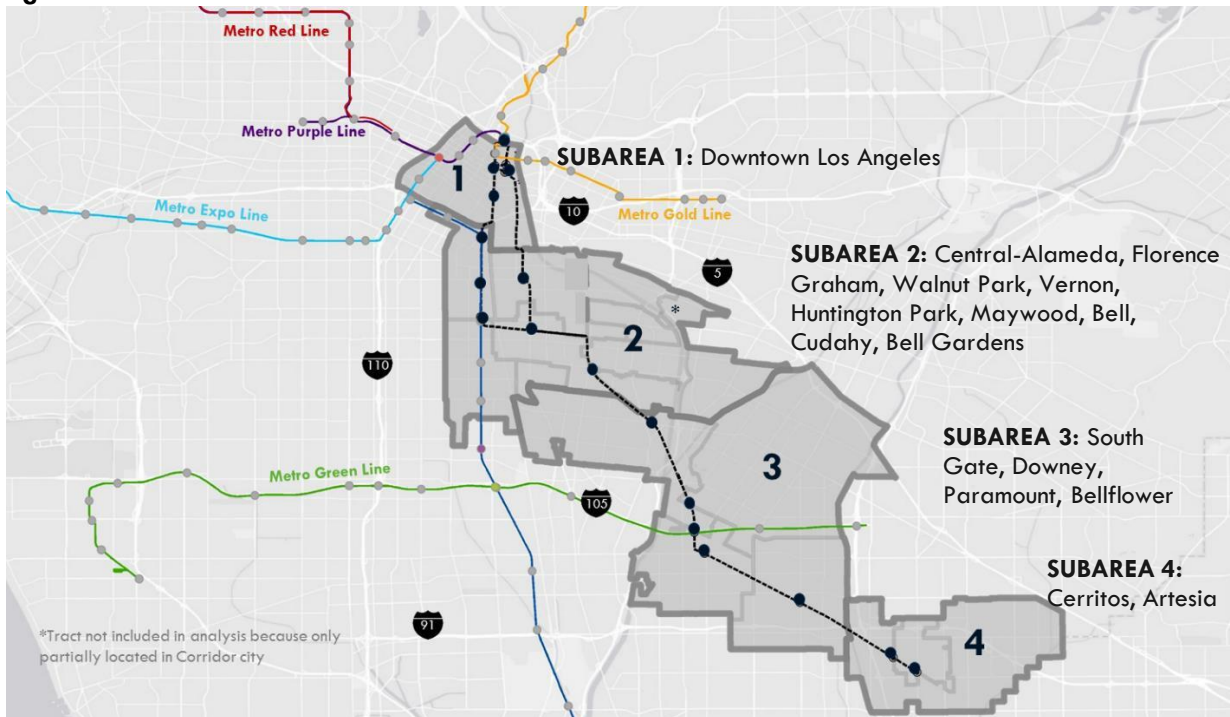 Metro Red Line
Metro Purple Line
SUBAREA 1: Downtown Los Angeles
1
Metro Expo Line
10
Metro Gold Line
SUBAREA 2: Central-Alameda, Florence
Graham, Walnut Park, Vernon,
Huntington Park, Maywood, Bell,
Cudahy, Bell Gardens
5
*
2
110
SUBAREA 3: South
Gate, Downey,
Paramount, Bellflower
3
Metro Green Line
105
SUBAREA 4:
Cerritos, Artesia
91
4
*Tract not included in analysis because only
partially located in Corridor city